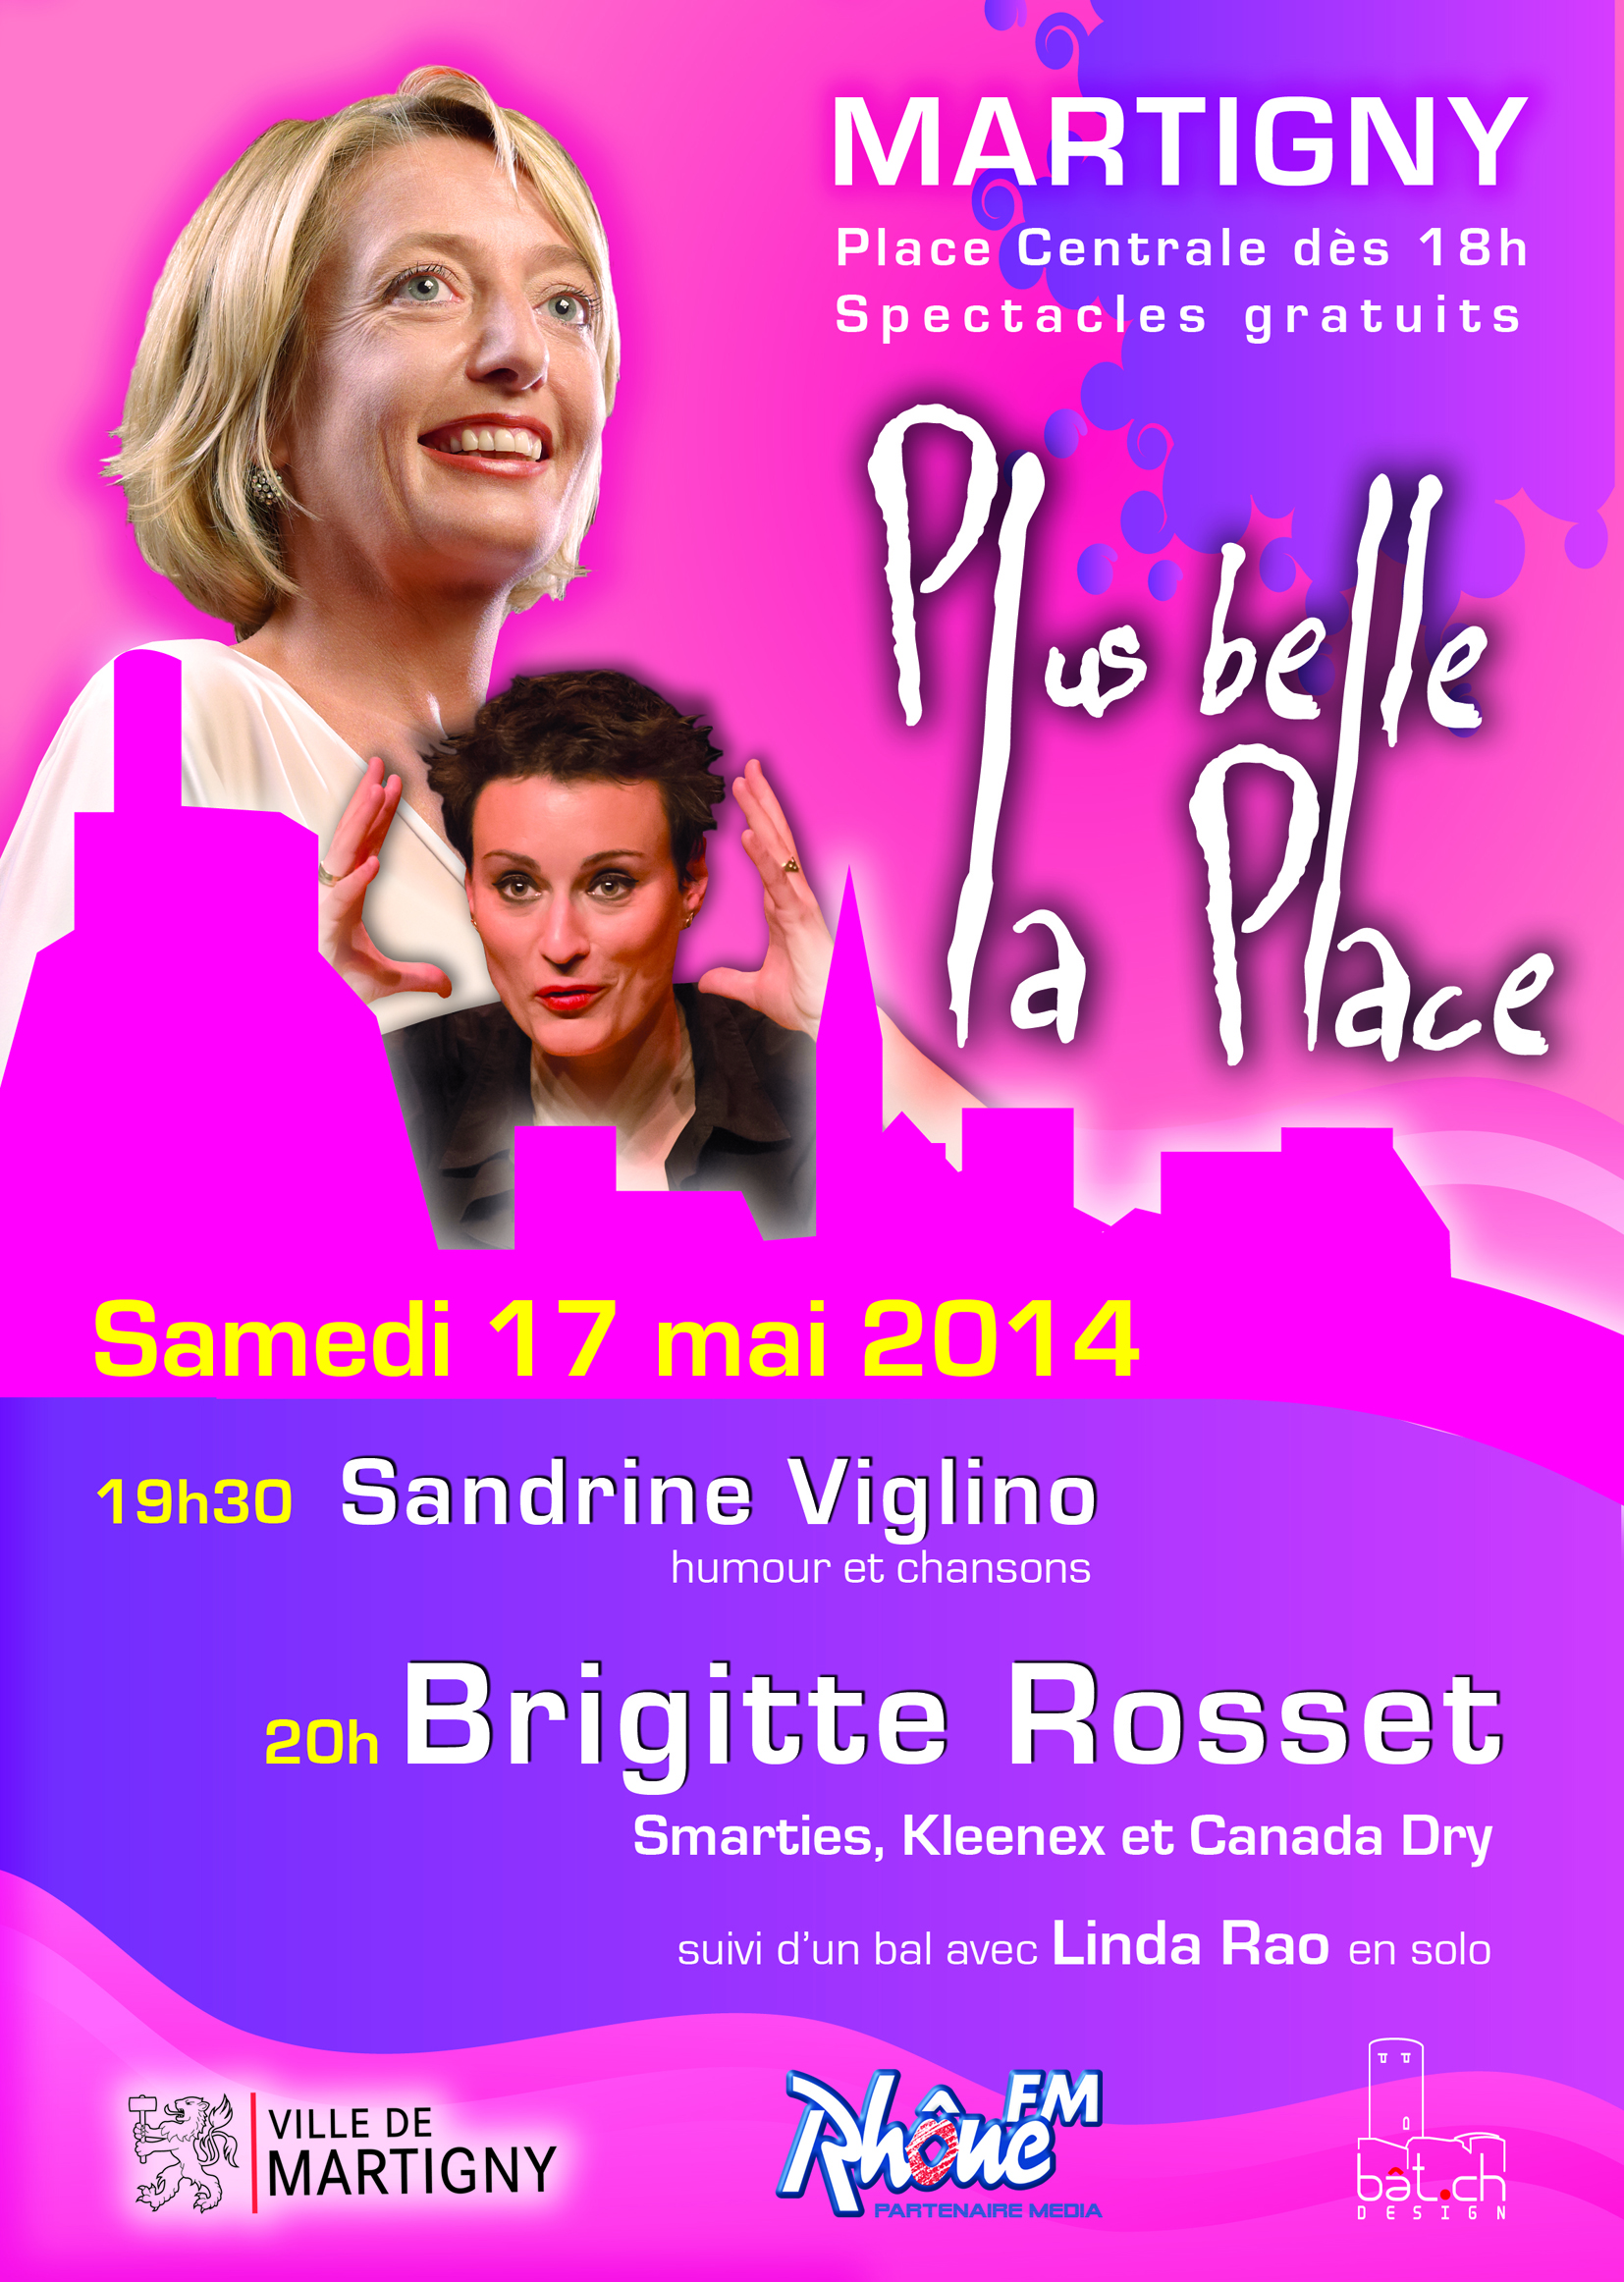 MARTIGNY
Place Centrale dès 18h
Spectacles gratuits
Plus belle
la Place
Samedi 17 mai 2014
19h30 Sandrine Viglino
humour et chansons
20h Brigitte Rosset
Smarties, Kleenex et Canada Dry
suivi d'un bal avec Linda Rao en solo
VILLE DE
MARTIGNY
Rhône FM
PARTENAIRE MEDIA
bât.ch
DESIGN